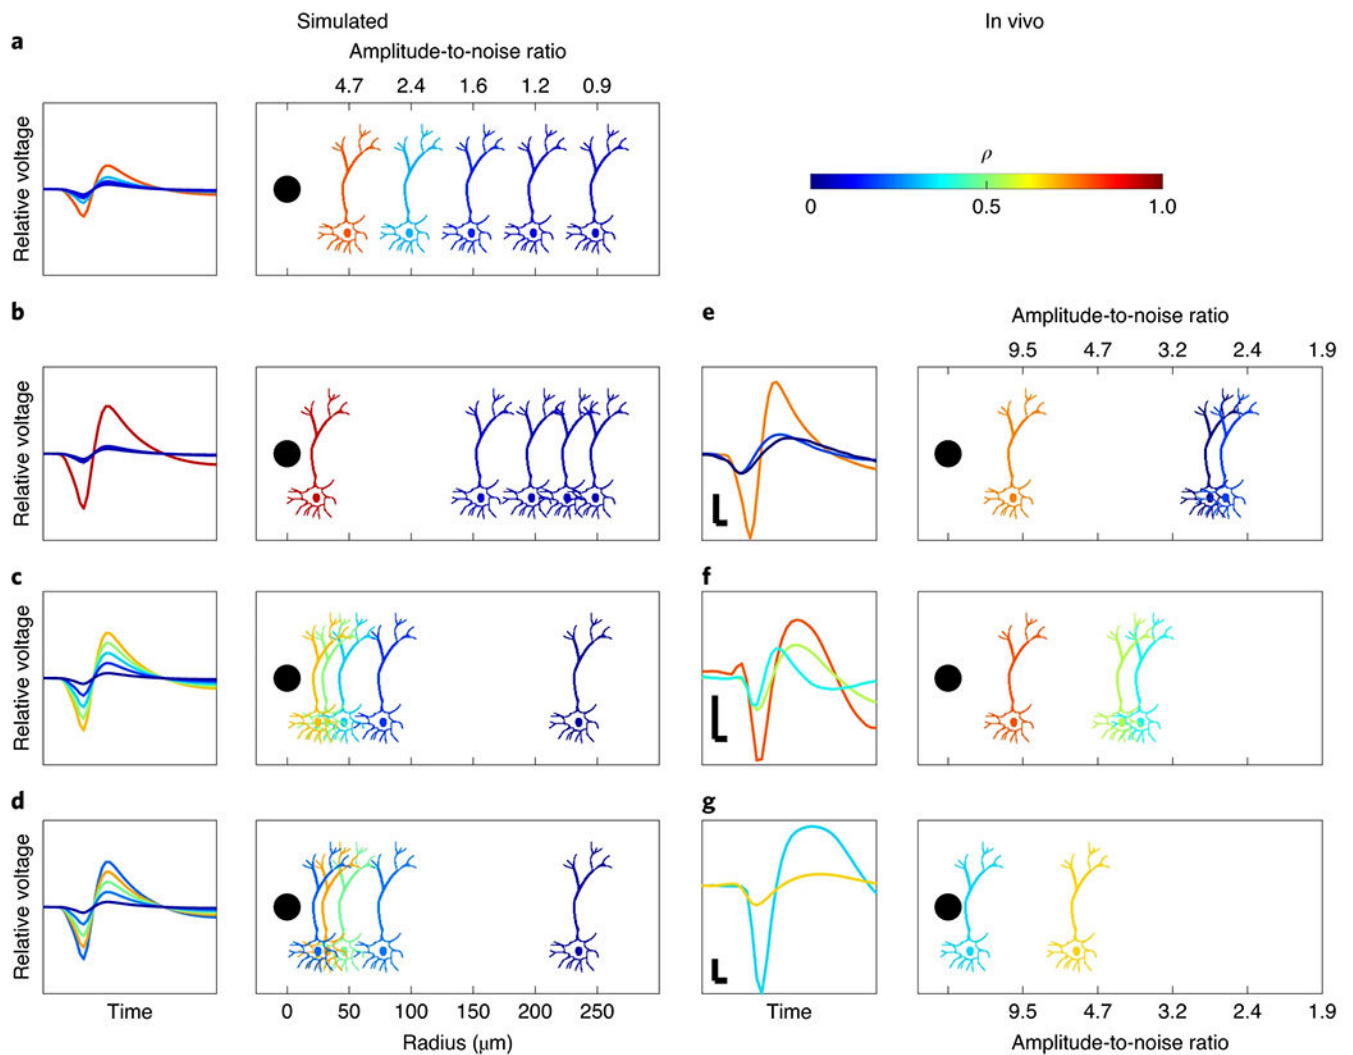 Simulated
In vivo
a
Amplitude-to-noise ratio
4.7 2.4 1.6 1.2 0.9
Relative voltage
ρ
0 0.5 1.0
b
Relative voltage
e
Amplitude-to-noise ratio
9.5 4.7 3.2 2.4 1.9
c
Relative voltage
f
d
Relative voltage
g
Time
0 50 100 150 200 250
Radius (μm)
Time
9.5 4.7 3.2 2.4 1.9
Amplitude-to-noise ratio